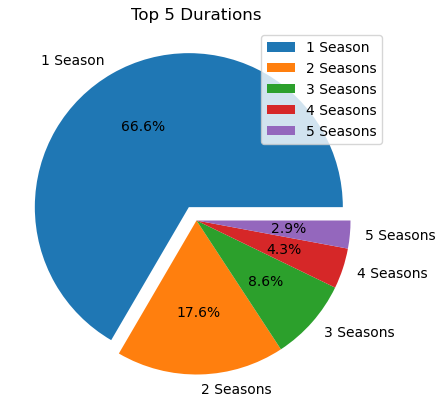 Top 5 Durations
1 Season
2 Seasons
3 Seasons
4 Seasons
5 Seasons
1 Season
66.6%
2.9%
5 Seasons
4.3%
4 Seasons
8.6%
17.6%
3 Seasons
2 Seasons